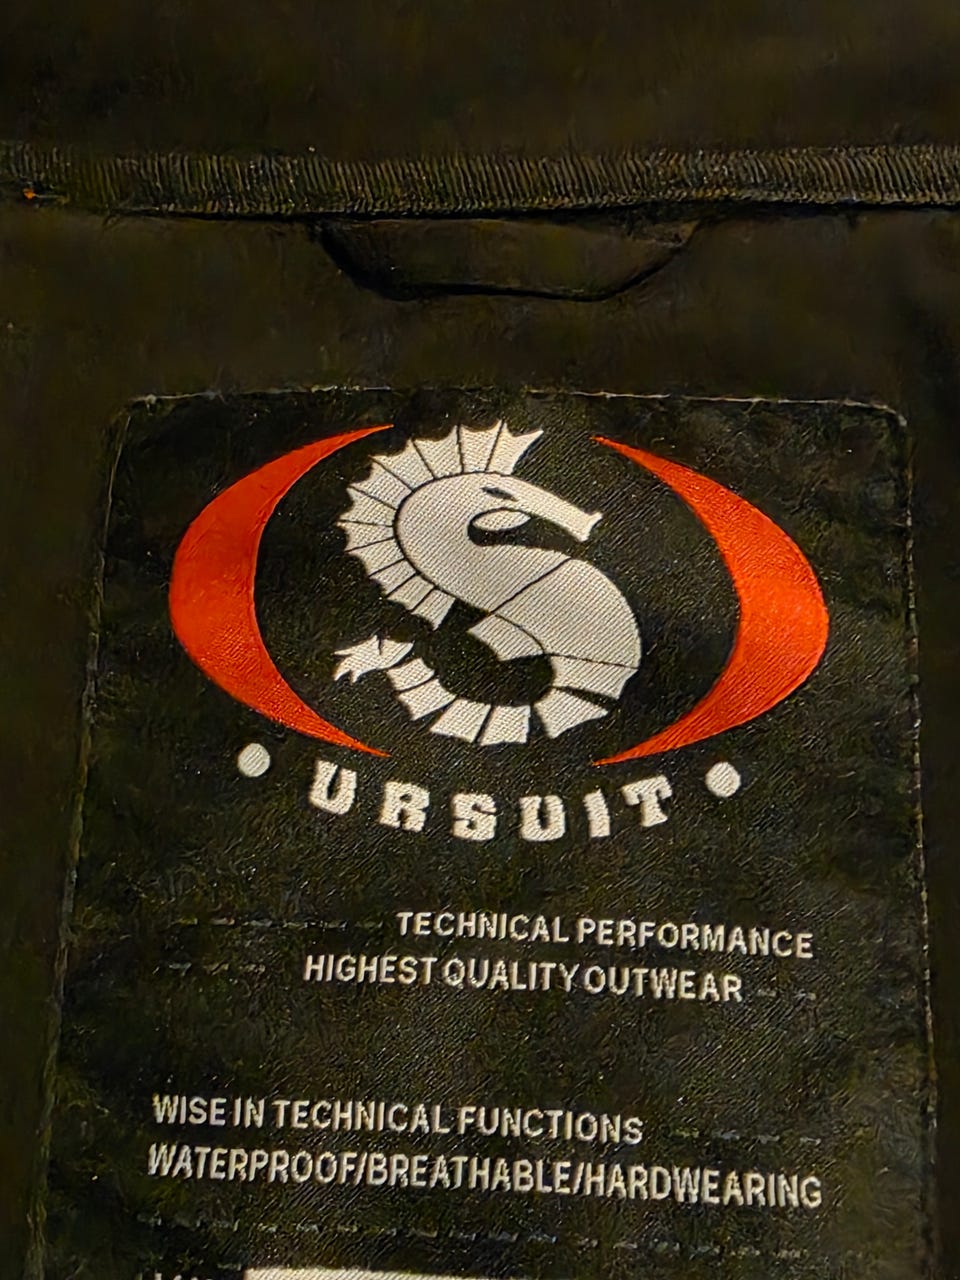 URSUIT
TECHNICAL PERFORMANCE
HIGHEST QUALITY OUTWEAR
WISE IN TECHNICAL FUNCTIONS
WATERPROOF/BREATHABLE/HARDWEARING